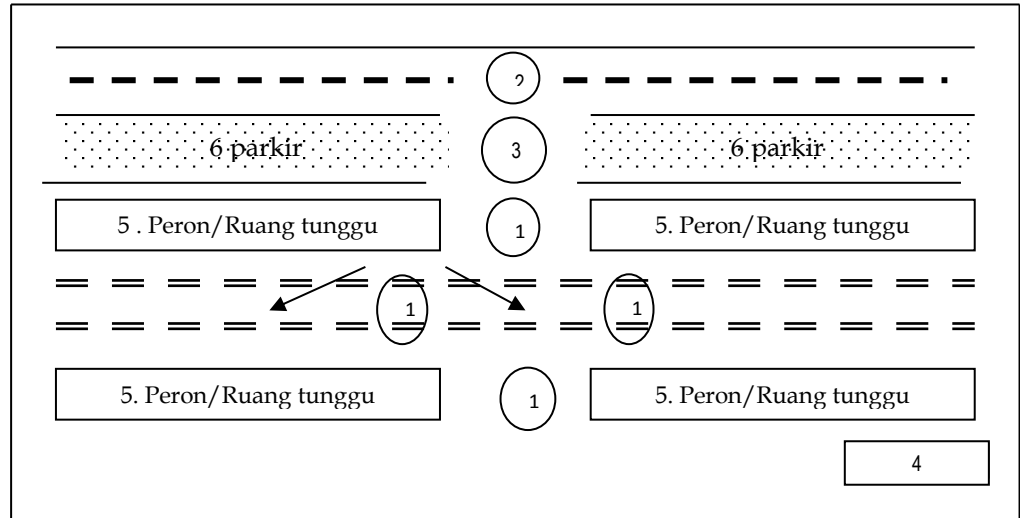 2
6 parkir 3 6 parkir
5 . Peron/Ruang tunggu 1 5. Peron/Ruang tunggu
1 1
5. Peron/Ruang tunggu 1 5. Peron/Ruang tunggu
4